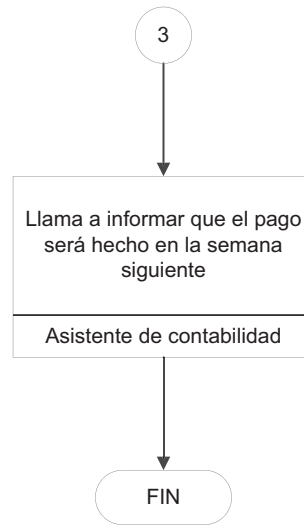 3
Llama a informar que el pago
será hecho en la semana
siguiente
Asistente de contabilidad
FIN